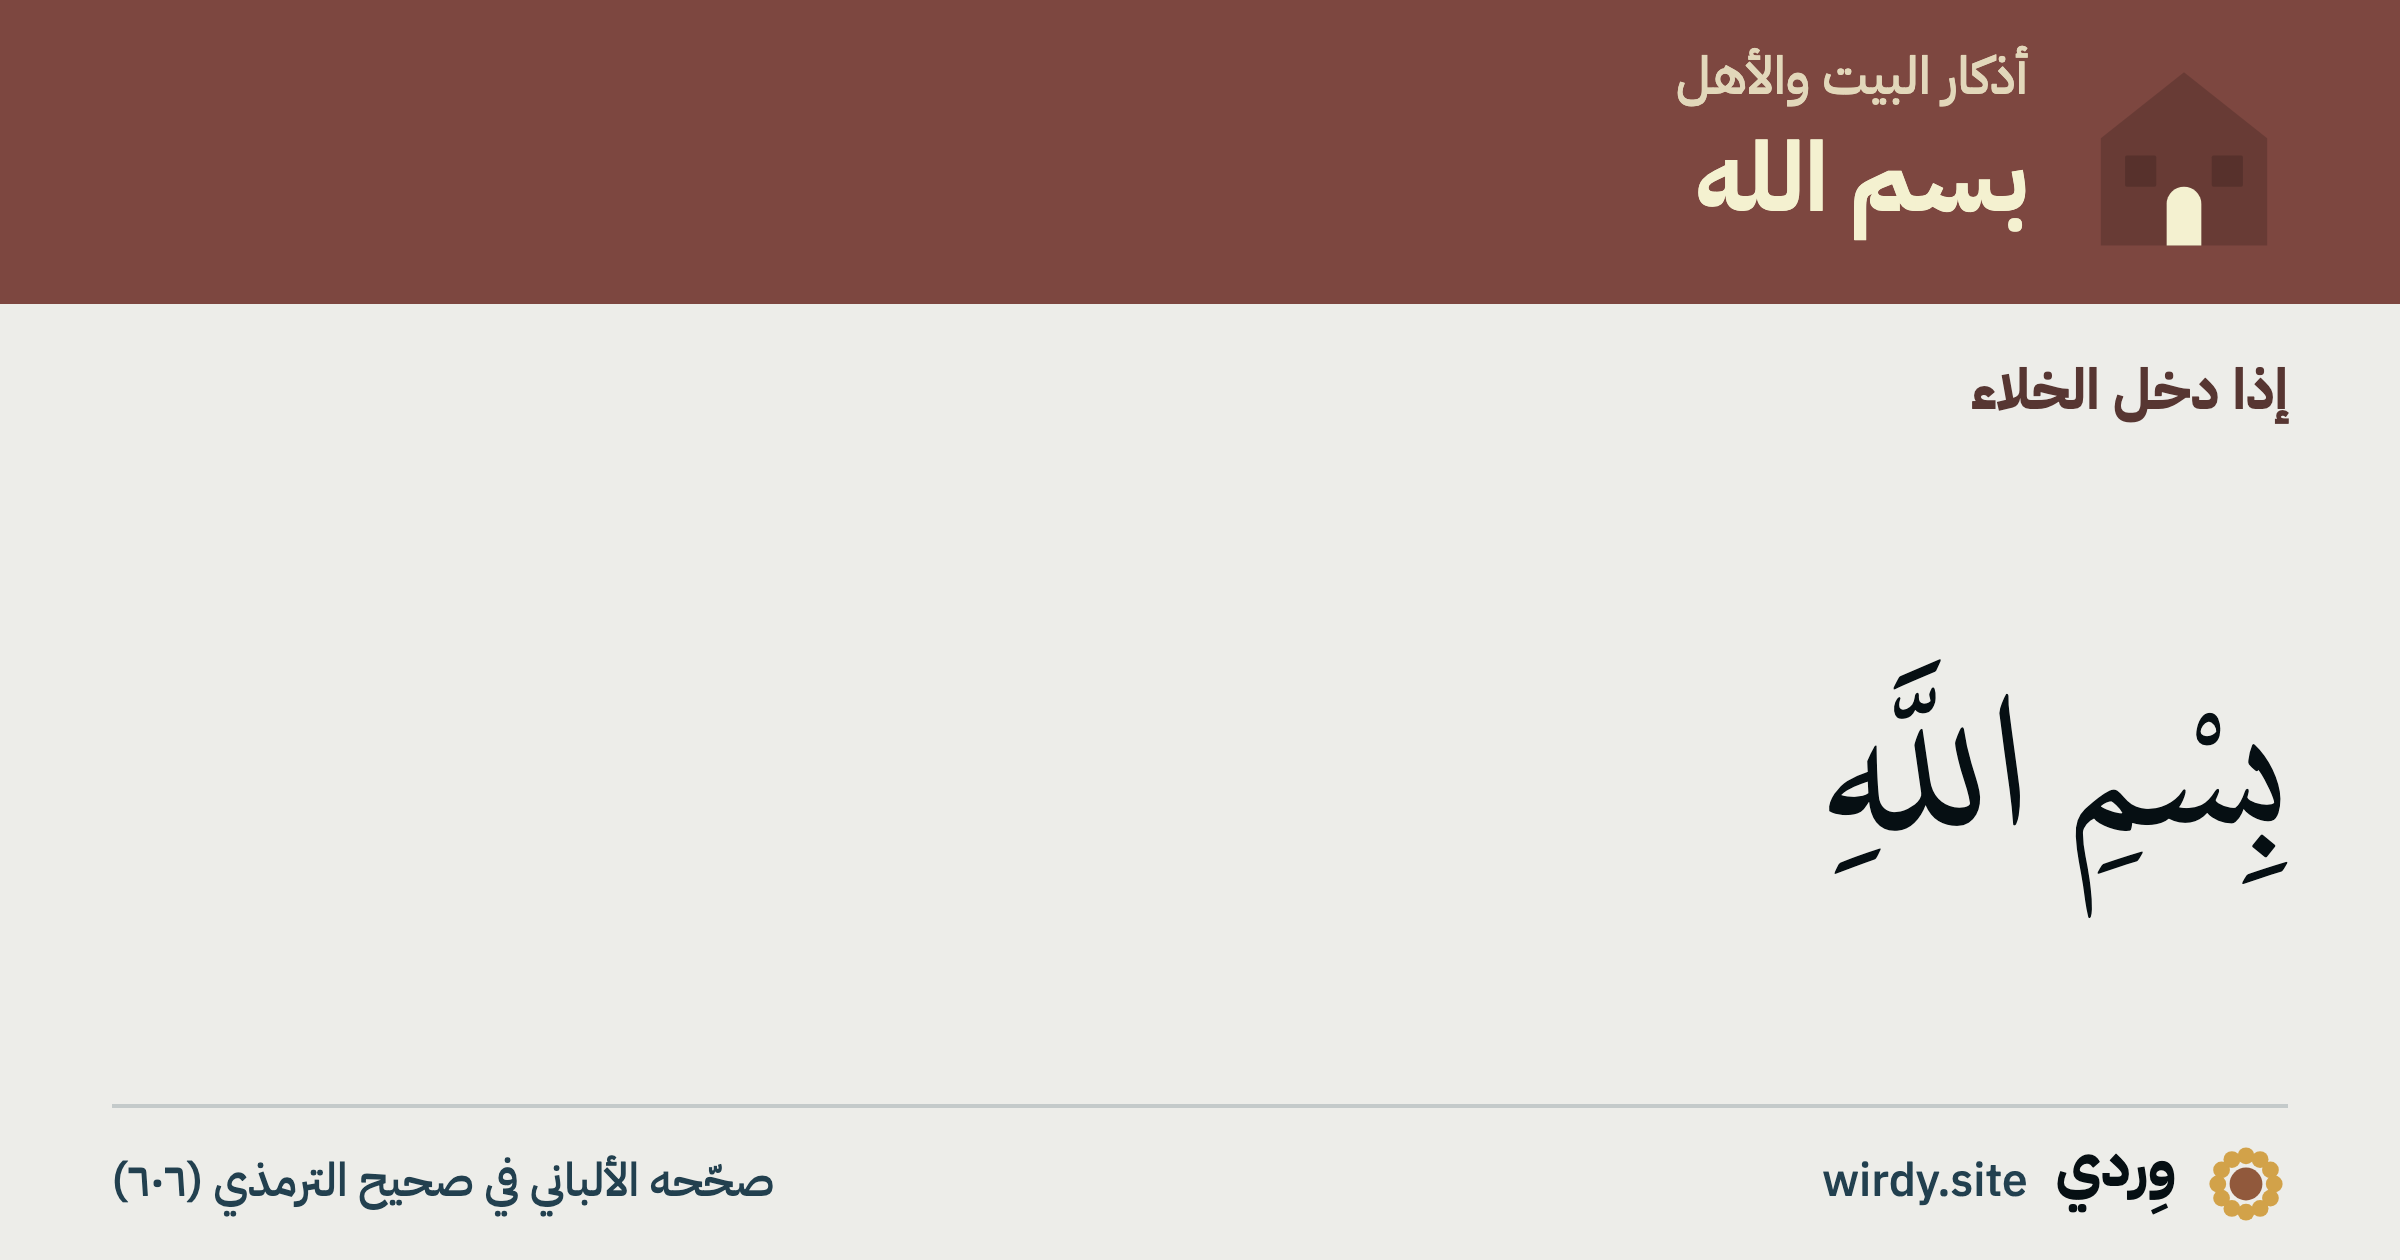 أذكار البيت والأهل
بسم الله
إذا دخل الخلاء
بِسْمِ اللَّهِ
وِردي wirdy.site
صحّحه الألباني في صحيح الترمذي (٦٠٦)